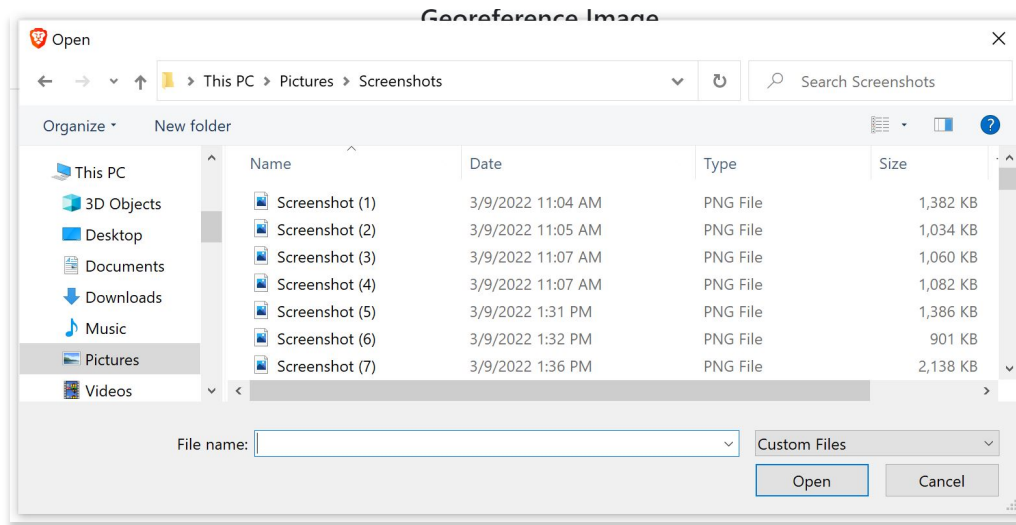 Georeference Image
Open
This PC > Pictures > Screenshots
Search Screenshots
Organize
New folder
Name Date Type Size
This PC
3D Objects
Desktop
Documents
Downloads
Music
Pictures
Videos
Screenshot (1) 3/9/2022 11:04 AM PNG File 1,382 KB
Screenshot (2) 3/9/2022 11:05 AM PNG File 1,034 KB
Screenshot (3) 3/9/2022 11:07 AM PNG File 1,060 KB
Screenshot (4) 3/9/2022 11:07 AM PNG File 1,082 KB
Screenshot (5) 3/9/2022 1:31 PM PNG File 1,386 KB
Screenshot (6) 3/9/2022 1:32 PM PNG File 901 KB
Screenshot (7) 3/9/2022 1:36 PM PNG File 2,138 KB
File name:
Custom Files
Open
Cancel